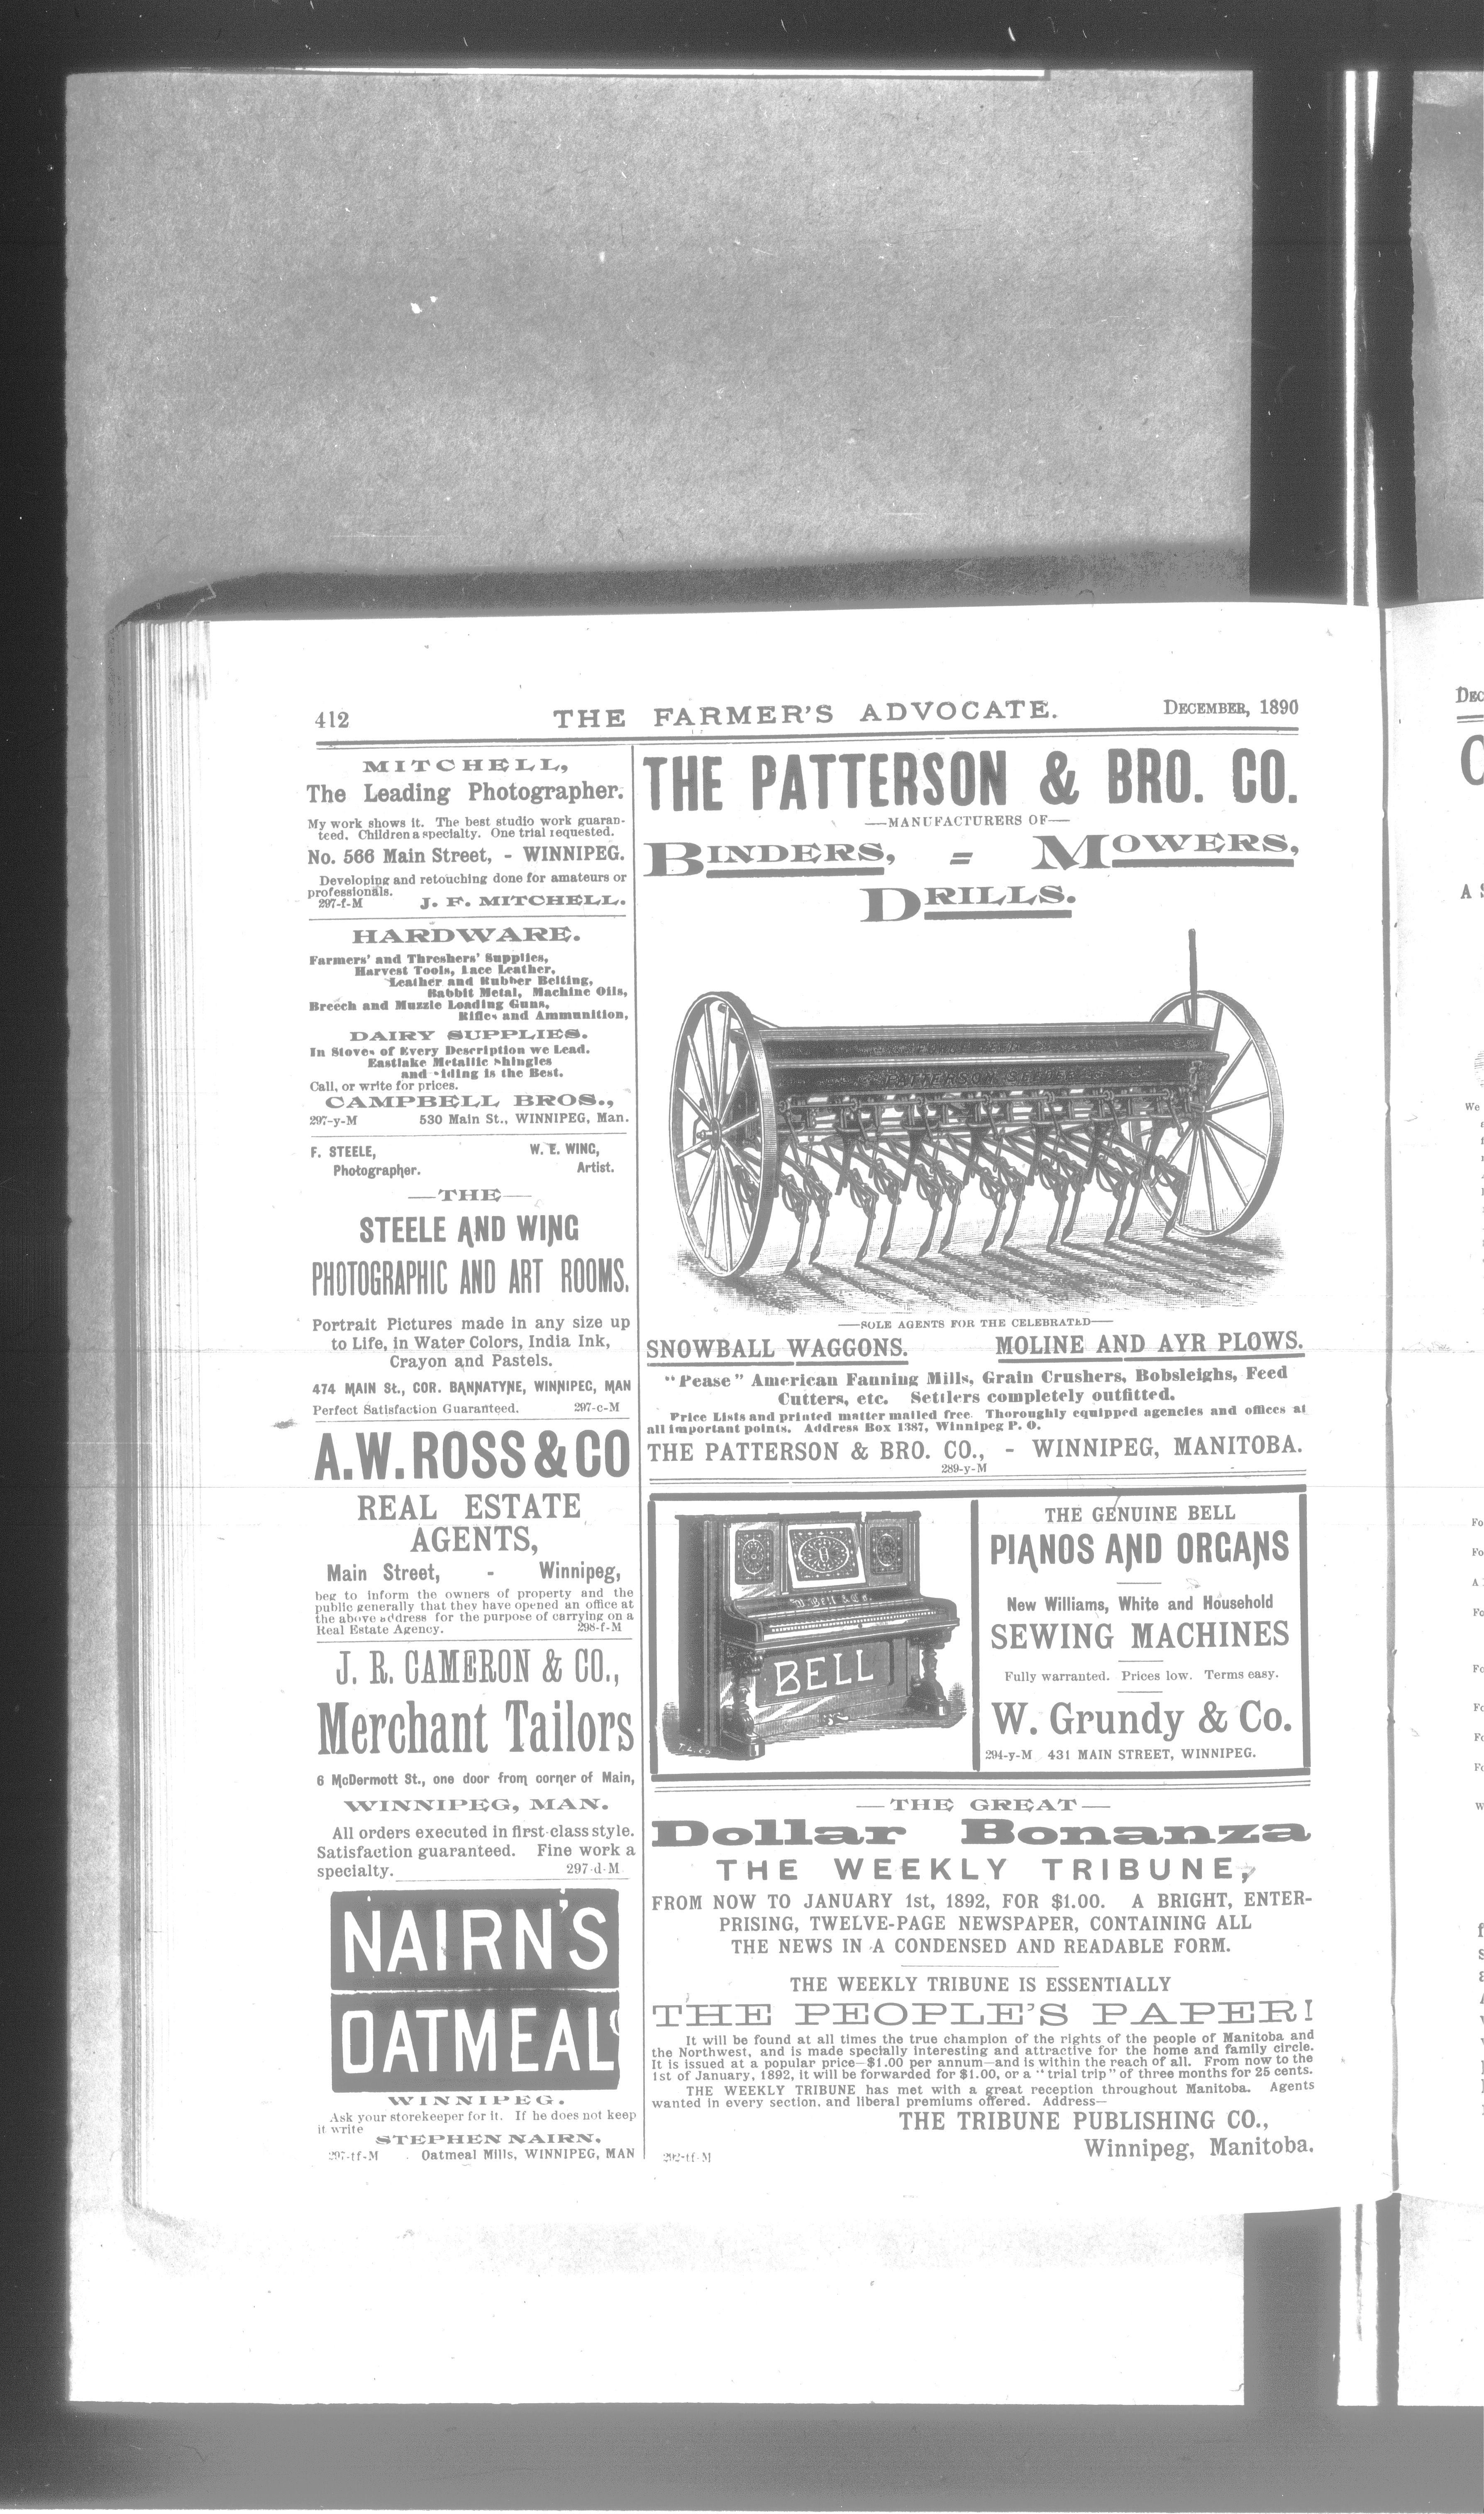 412
THE FARMER'S ADVOCATE.
DECEMBER, 1890
MITCHELL,
The Leading Photographer.
My work shows it. The best studio work guaran-
teed. Children a specialty. One trial requested.
No. 566 Main Street, - WINNIPEG.
Developing and retouching done for amateurs or
professionals.
297-f-M J. F. MITCHELL.
HARDWARE.
Farmers' and Threshers' Supplies,
Harvest Tools, Lace Leather,
Leather and Rubber Belting,
Babbit Metal, Machine Oils,
Breech and Muzzle Loading Guns,
Rifles and Ammunition,
DAIRY SUPPLIES.
In Stoves of Every Description we Lead.
Eastlake Metallic Shingles
and Siding is the Best.
Call, or write for prices.
CAMPBELL BROS.,
297-y-M 530 Main St., WINNIPEG, Man.
F. STEELE, W. E. WING,
Photographer. Artist.
—THE—
STEELE AND WING
PHOTOGRAPHIC AND ART ROOMS.
Portrait Pictures made in any size up
to Life, in Water Colors, India Ink,
Crayon and Pastels.
474 MAIN St., COR. BANNATYNE, WINNIPEG, MAN
Perfect Satisfaction Guaranteed. 297-c-M
A.W. ROSS & CO
REAL ESTATE
AGENTS,
Main Street, - Winnipeg,
beg to inform the owners of property and the
public generally that they have opened an office at
the above address for the purpose of carrying on a
Real Estate Agency. 298-f-M
J. R. CAMERON & CO.,
Merchant Tailors
6 McDermott St., one door from corner of Main,
WINNIPEG, MAN.
All orders executed in first-class style.
Satisfaction guaranteed. Fine work a
specialty. 297-d-M
NAIRN'S
OATMEAL
WINNIPEG.
Ask your storekeeper for it. If he does not keep
it write
STEPHEN NAIRN,
297-tf-M Oatmeal Mills, WINNIPEG, MAN
THE PATTERSON & BRO. CO.
—MANUFACTURERS OF—
BINDERS, = MOWERS,
DRILLS.
PATTERSON
—SOLE AGENTS FOR THE CELEBRATED—
SNOWBALL WAGGONS. MOLINE AND AYR PLOWS.
"Pease" American Fanning Mills, Grain Crushers, Bobsleighs, Feed
Cutters, etc. Settlers completely outfitted.
Price Lists and printed matter mailed free. Thoroughly equipped agencies and offices at
all important points. Address Box 1387, Winnipeg P. O.
THE PATTERSON & BRO. CO., - WINNIPEG, MANITOBA.
289-y-M
W. Bell & Co.
BELL
THE GENUINE BELL
PIANOS AND ORGANS
New Williams, White and Household
SEWING MACHINES
Fully warranted. Prices low. Terms easy.
W. Grundy & Co.
294-y-M 431 MAIN STREET, WINNIPEG.
—THE GREAT—
Dollar Bonanza
THE WEEKLY TRIBUNE,
FROM NOW TO JANUARY 1st, 1892, FOR $1.00. A BRIGHT, ENTER-
PRISING, TWELVE-PAGE NEWSPAPER, CONTAINING ALL
THE NEWS IN A CONDENSED AND READABLE FORM.
THE WEEKLY TRIBUNE IS ESSENTIALLY
THE PEOPLE'S PAPER!
It will be found at all times the true champion of the rights of the people of Manitoba and
the Northwest, and is made specially interesting and attractive for the home and family circle.
It is issued at a popular price—$1.00 per annum—and is within the reach of all. From now to the
1st of January, 1892, it will be forwarded for $1.00, or a "trial trip" of three months for 25 cents.
THE WEEKLY TRIBUNE has met with a great reception throughout Manitoba. Agents
wanted in every section, and liberal premiums offered. Address—
THE TRIBUNE PUBLISHING CO.,
292-tf-M Winnipeg, Manitoba.